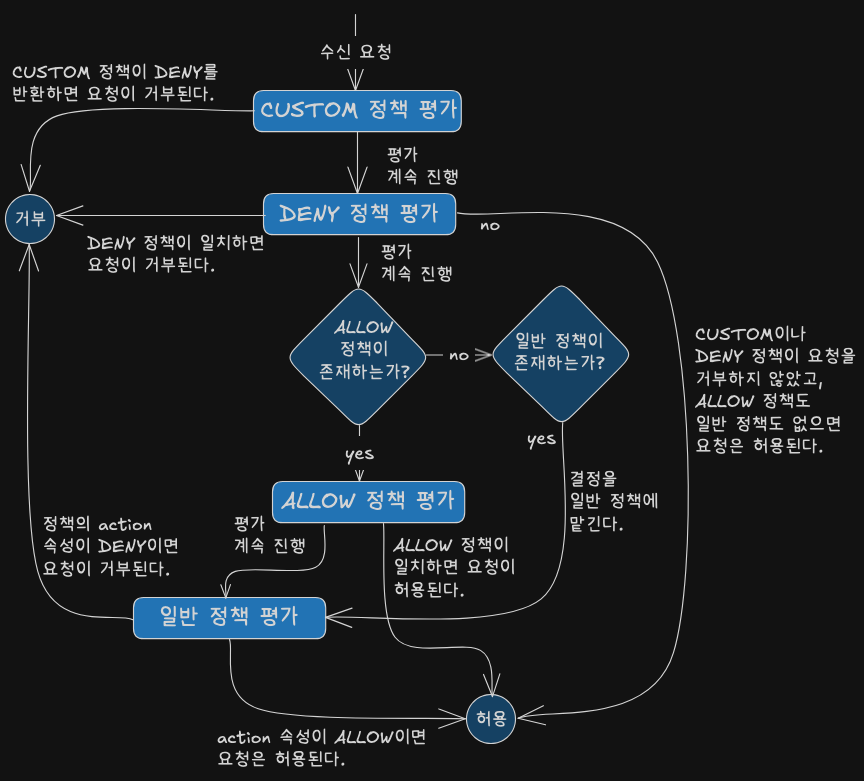 수신 요청
CUSTOM 정책이 DENY를
반환하면 요청이 거부된다.
CUSTOM 정책 평가
평가
계속 진행
거부
DENY 정책 평가
no
DENY 정책이 일치하면
요청이 거부된다.
평가
계속 진행
ALLOW
정책이
존재하는가?
no
일반 정책이
존재하는가?
CUSTOM이나
DENY 정책이 요청을
거부하지 않았고,
ALLOW 정책도
일반 정책도 없으면
요청은 허용된다.
yes
yes
결정을
일반 정책에
맡긴다.
ALLOW 정책 평가
정책의 action
속성이 DENY이면
요청이 거부된다.
평가
계속 진행
ALLOW 정책이
일치하면 요청이
허용된다.
일반 정책 평가
허용
action 속성이 ALLOW이면
요청은 허용된다.